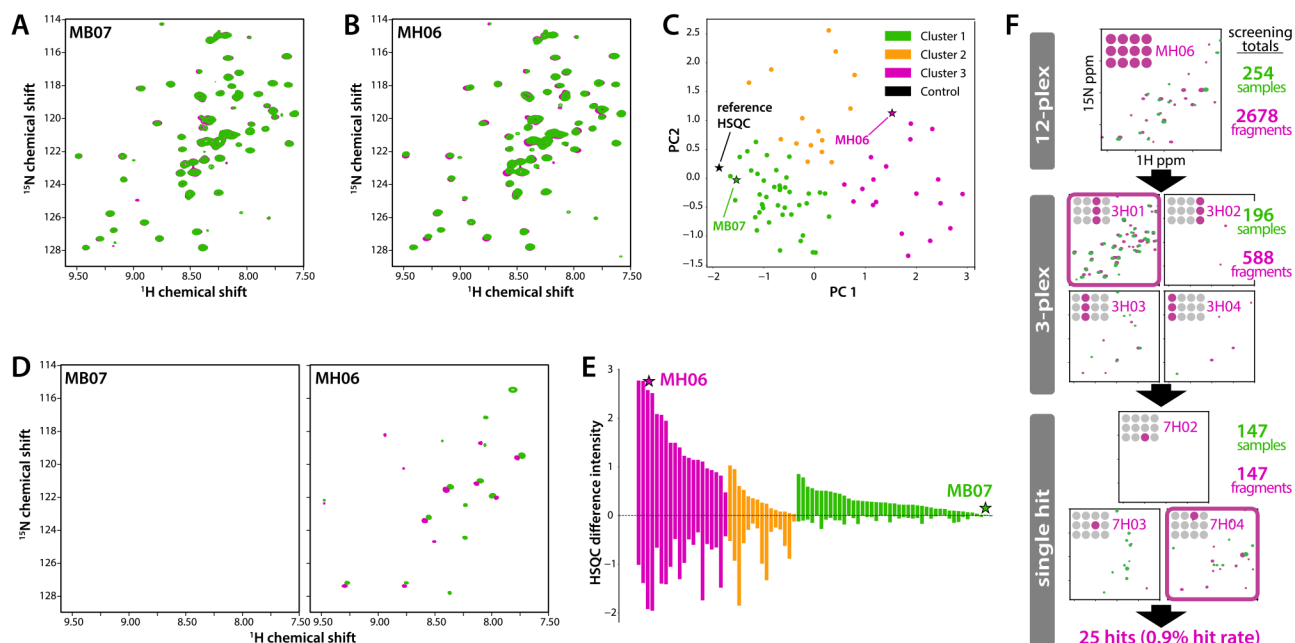 A
MB07
114
116
118
120
122
124
126
128
¹⁵N chemical shift
9.50
9.00
8.50
8.00
7.50
¹H chemical shift
B
MH06
114
116
118
120
122
124
126
128
¹⁵N chemical shift
9.50
9.00
8.50
8.00
7.50
¹H chemical shift
C
Cluster 1
Cluster 2
Cluster 3
Control
2.5
2.0
1.5
1.0
0.5
0.0
−0.5
−1.0
1.5
PC2
reference
HSQC
MH06
MB07
−2
−1
0
1
2
3
PC 1
D
MB07
114
116
118
120
122
124
126
128
¹⁵N chemical shift
9.50
9.00
8.50
8.00
7.50
MH06
9.50
9.00
8.50
8.00
7.50
¹H chemical shift
¹H chemical shift
E
3
2
1
0
1
2
HSQC difference intensity
MH06
MB07
F
12-plex
15N ppm
MH06
1H ppm
screening
totals
254
samples
2678
fragments
3-plex
3H01
3H02
196
samples
588
fragments
3H03
3H04
single hit
7H02
147
samples
147
fragments
7H03
7H04
25 hits (0.9% hit rate)